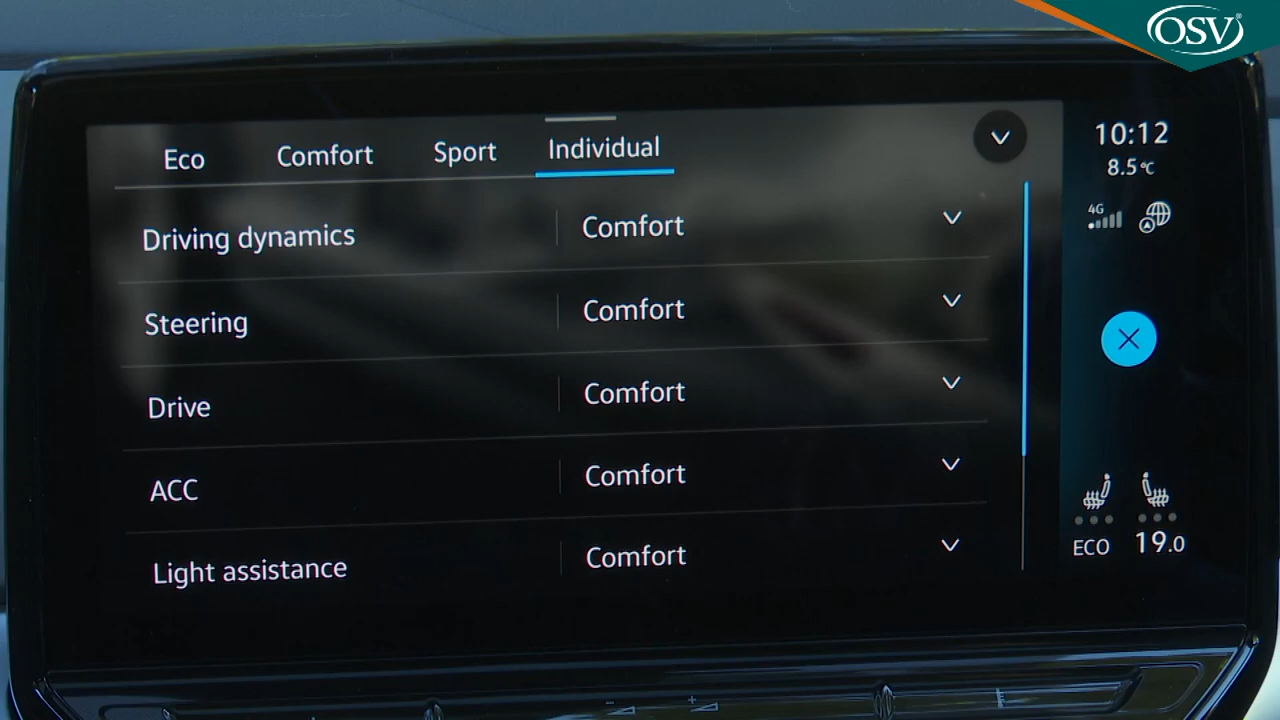 OSV
Eco Comfort Sport Individual
10:12
8.5°C
4G
Driving dynamics Comfort
Steering Comfort
Drive Comfort
ACC Comfort
Light assistance Comfort
ECO 19.0